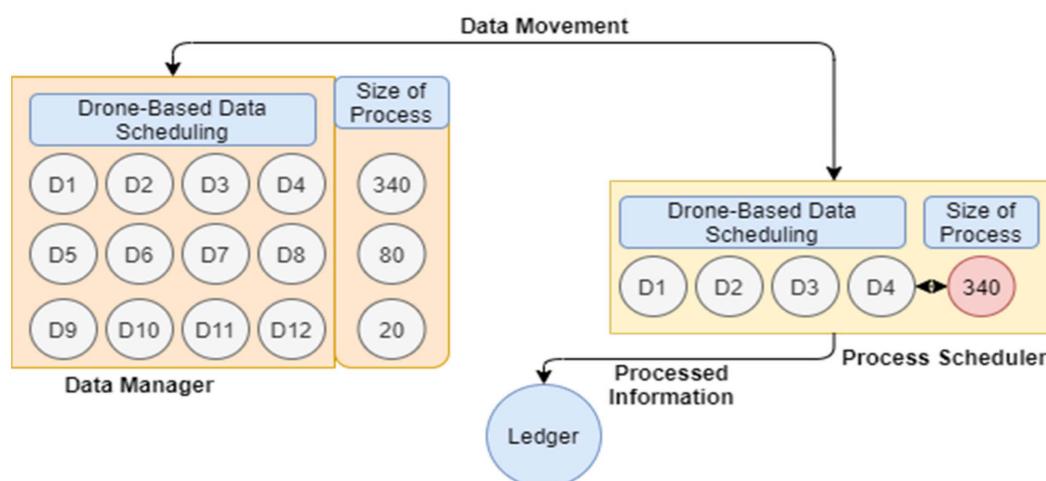 Data Movement
Drone-Based Data
Scheduling
Size of
Process
D1 D2 D3 D4 340
D5 D6 D7 D8 80
D9 D10 D11 D12 20
Data Manager
Drone-Based Data
Scheduling
Size of
Process
D1 D2 D3 D4 340
Process Scheduler
Processed
Information
Ledger